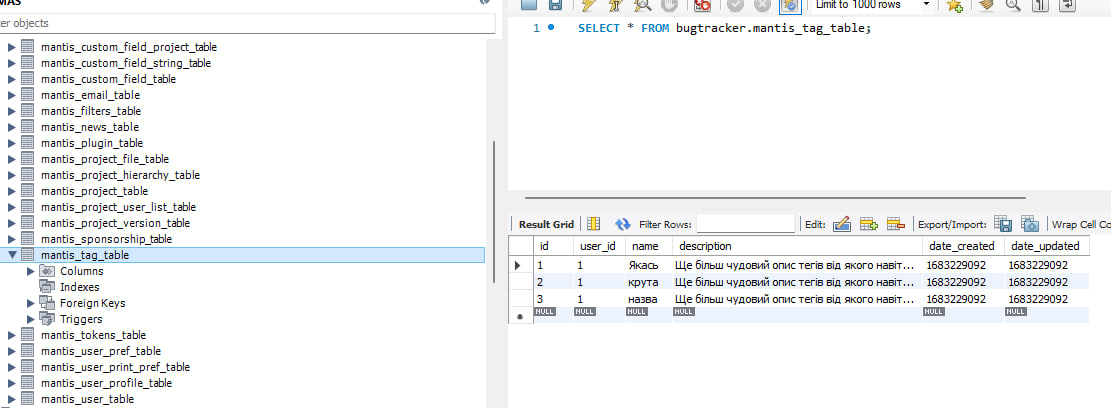 MAS
er objects
mantis_custom_field_project_table
mantis_custom_field_string_table
mantis_custom_field_table
mantis_email_table
mantis_filters_table
mantis_news_table
mantis_plugin_table
mantis_project_file_table
mantis_project_hierarchy_table
mantis_project_table
mantis_project_user_list_table
mantis_project_version_table
mantis_sponsorship_table
mantis_tag_table
Columns
Indexes
Foreign Keys
Triggers
mantis_tokens_table
mantis_user_pref_table
mantis_user_print_pref_table
mantis_user_profile_table
mantis_user_table
Limit to 1000 rows
1 SELECT * FROM bugtracker.mantis_tag_table;
Result Grid Filter Rows: Edit: Export/Import: Wrap Cell Co
id user_id name description date_created date_updated
1 1 Якась Ще більш чудовий опис тегів від якого навіт... 1683229092 1683229092
2 1 крута Ще більш чудовий опис тегів від якого навіт... 1683229092 1683229092
3 1 назва Ще більш чудовий опис тегів від якого навіт... 1683229092 1683229092
NULL NULL NULL NULL NULL NULL